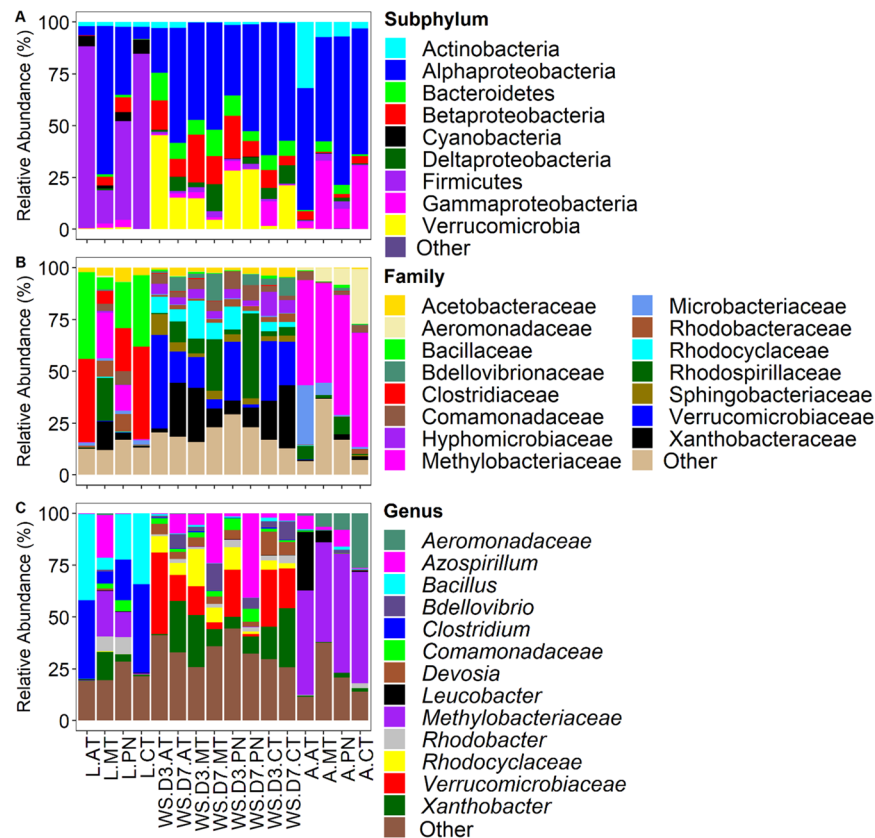 A
Relative Abundance (%)
100
75
50
25
0
Subphylum
Actinobacteria
Alphaproteobacteria
Bacteroidetes
Betaproteobacteria
Cyanobacteria
Deltaproteobacteria
Firmicutes
Gammaproteobacteria
Verrucomicrobia
Other
B
Relative Abundance (%)
100
75
50
25
0
Family
Acetobacteraceae
Aeromonadaceae
Bacillaceae
Bdellovibrionaceae
Clostridiaceae
Comamonadaceae
Hyphomicrobiaceae
Methylobacteriaceae
Microbacteriaceae
Rhodobacteraceae
Rhodocyclaceae
Rhodospirillaceae
Sphingobacteriaceae
Verrucomicrobiaceae
Xanthobacteraceae
Other
C
Relative Abundance (%)
100
75
50
25
0
Genus
Aeromonadaceae
Azospirillum
Bacillus
Bdellovibrio
Clostridium
Comamonadaceae
Devosia
Leucobacter
Methylobacteriaceae
Rhodobacter
Rhodocyclaceae
Verrucomicrobiaceae
Xanthobacter
Other
L.AT
L.MT
L.PN
L.CT
WS.D3.AT
WS.D7.AT
WS.D3.MT
WS.D7.MT
WS.D3.PN
WS.D7.PN
WS.D3.CT
WS.D7.CT
A.AT
A.MT
A.PN
A.CT